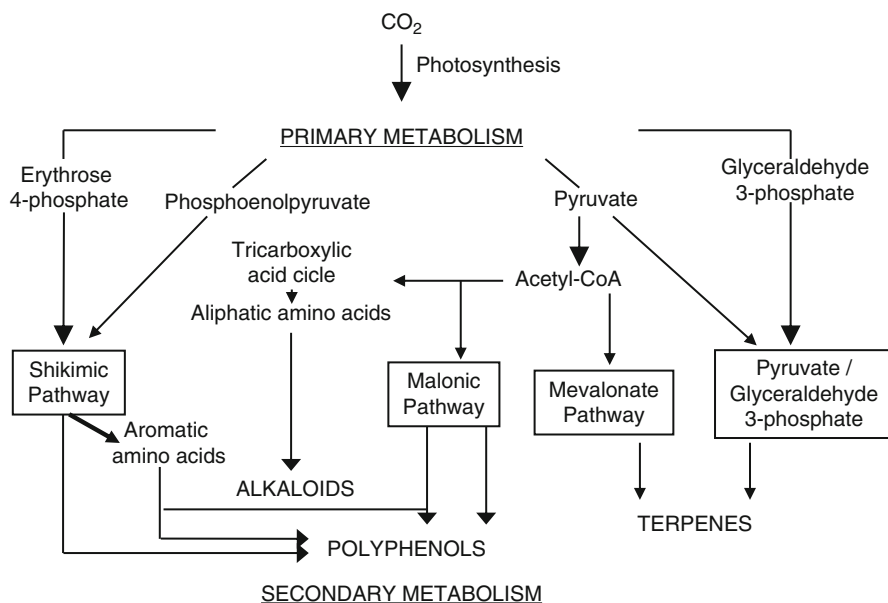 CO2
Photosynthesis
PRIMARY METABOLISM
Erythrose
4-phosphate
Phosphoenolpyruvate
Pyruvate
Glyceraldehyde
3-phosphate
Tricarboxylic
acid cicle
Acetyl-CoA
Aliphatic amino acids
Shikimic
Pathway
Malonic
Pathway
Mevalonate
Pathway
Pyruvate /
Glyceraldehyde
3-phosphate
Aromatic
amino acids
ALKALOIDS
TERPENES
POLYPHENOLS
SECONDARY METABOLISM